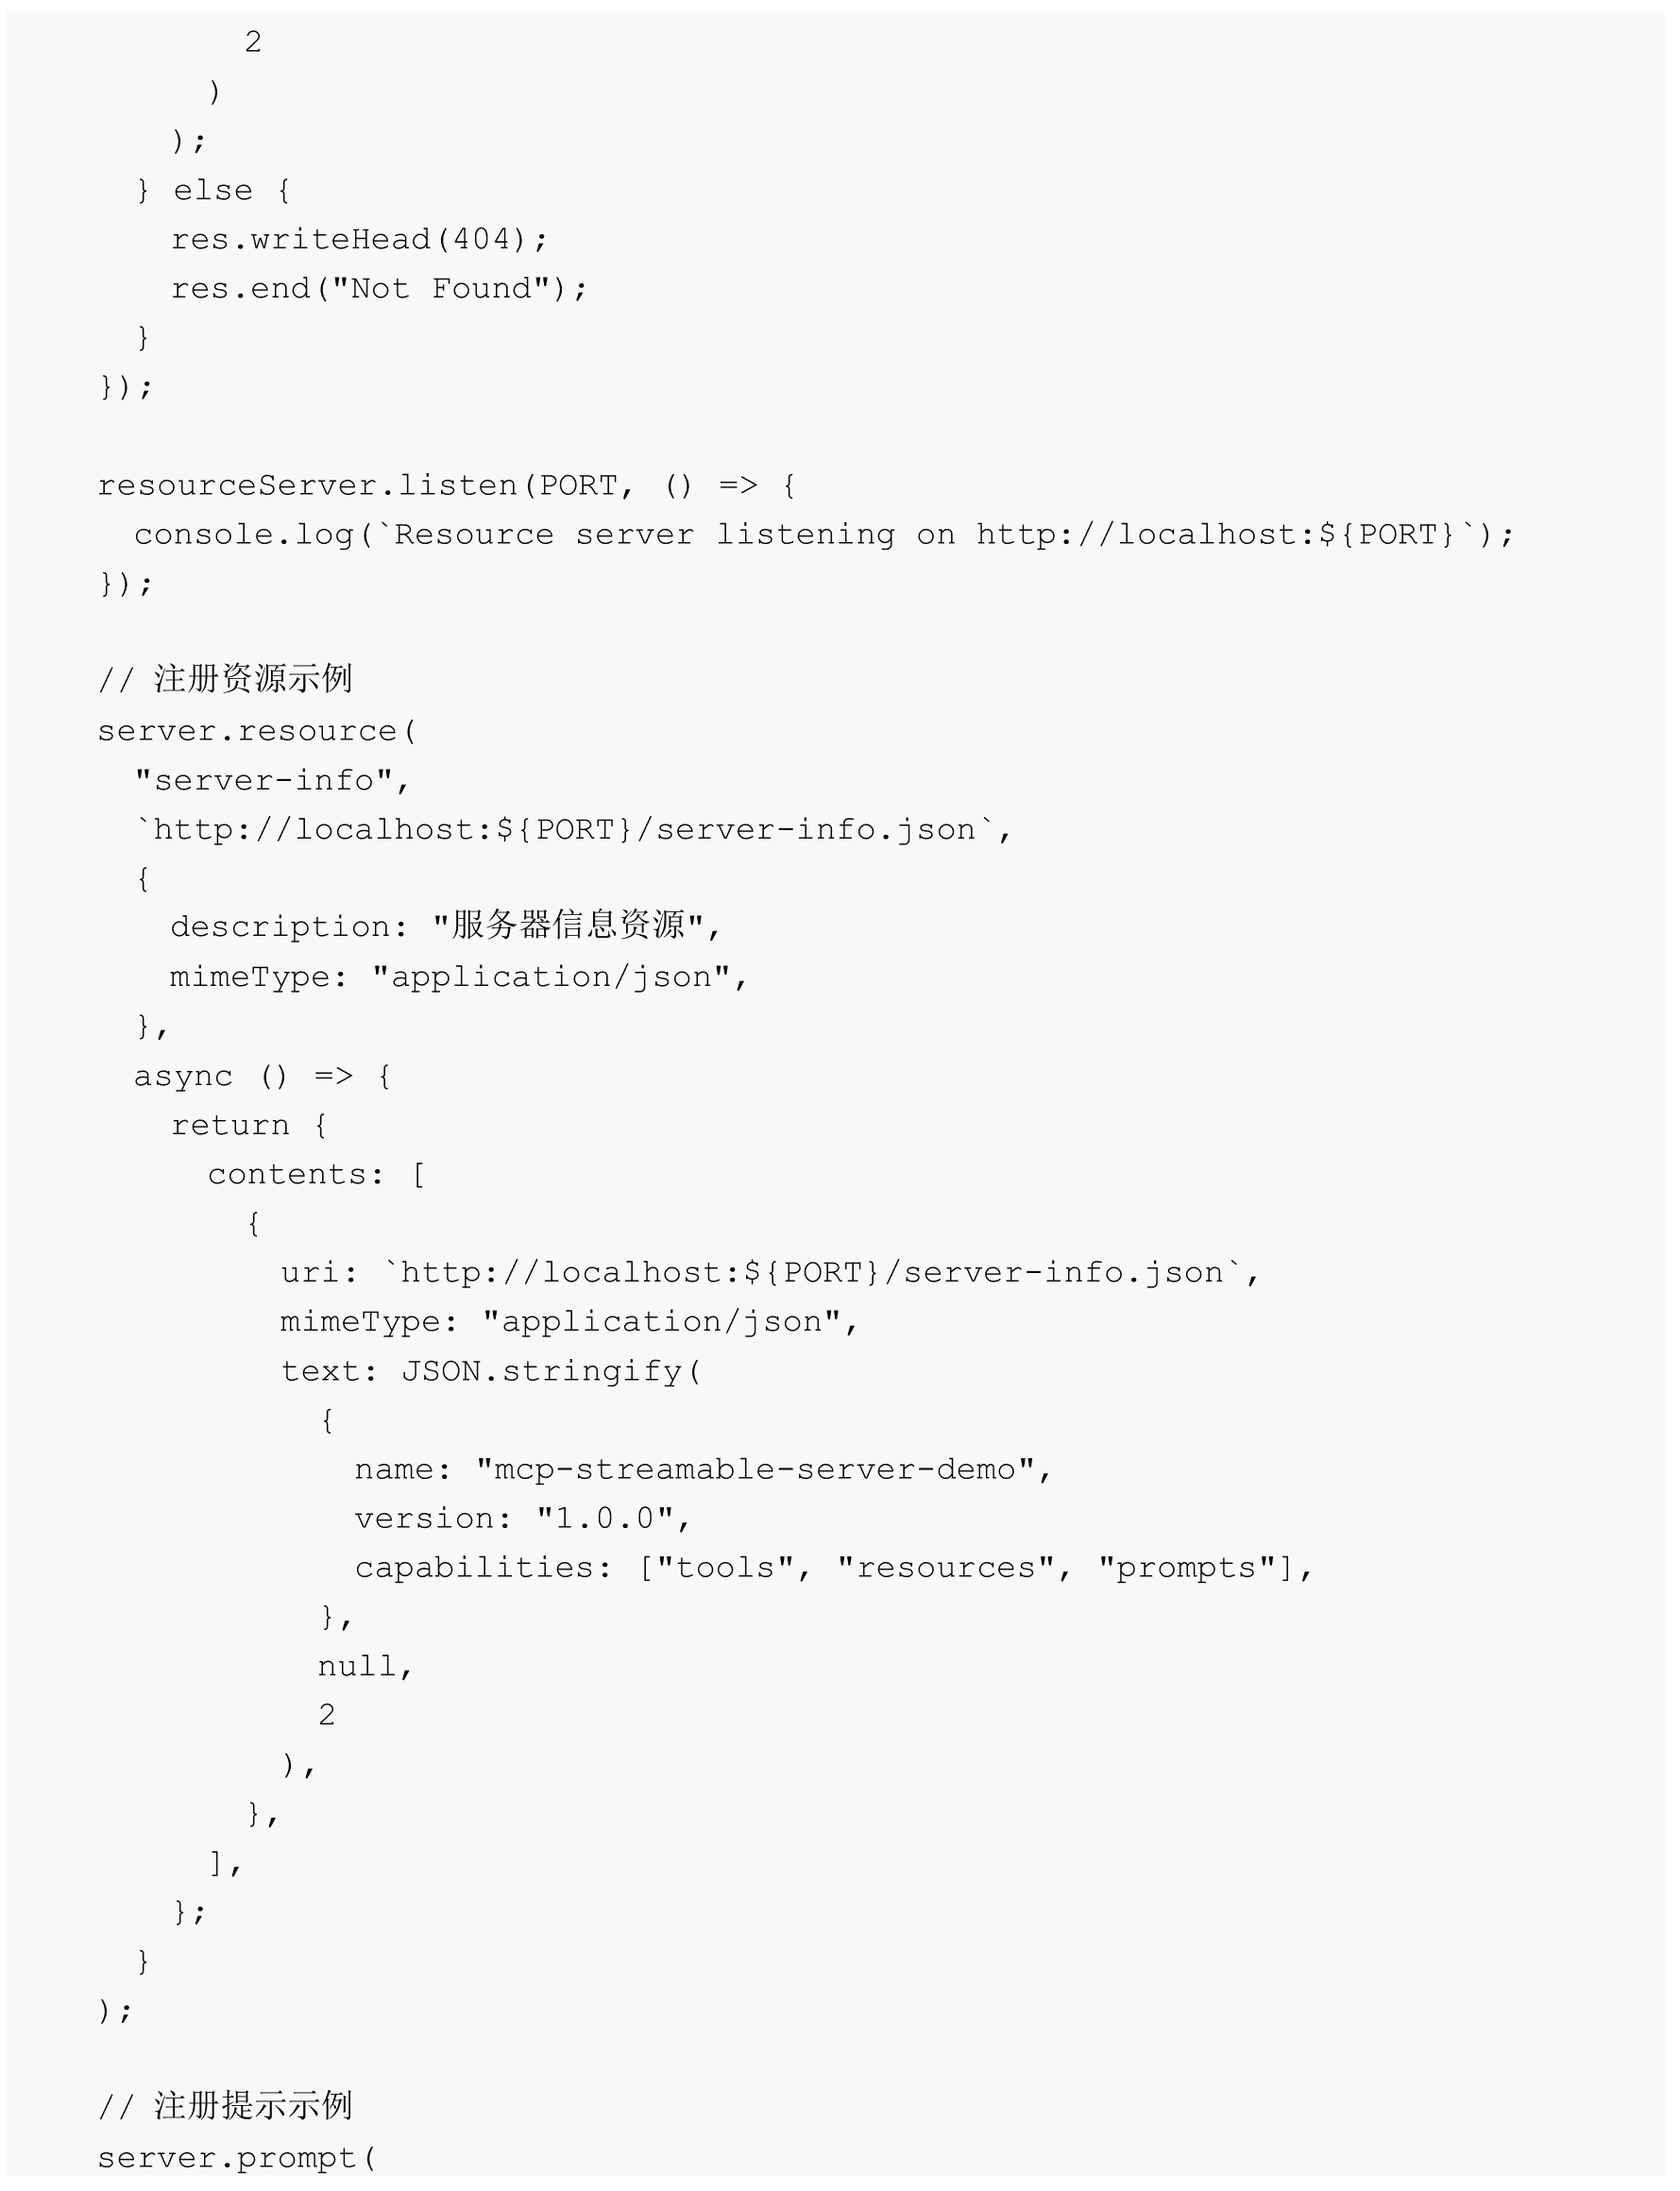 2
      )
    );
  } else {
    res.writeHead(404);
    res.end("Not Found");
  }
});

resourceServer.listen(PORT, () => {
  console.log(`Resource server listening on http://localhost:${PORT}`);
});

// 注册资源示例
server.resource(
  "server-info",
  `http://localhost:${PORT}/server-info.json`,
  {
    description: "服务器信息资源",
    mimeType: "application/json",
  },
  async () => {
    return {
      contents: [
        {
          uri: `http://localhost:${PORT}/server-info.json`,
          mimeType: "application/json",
          text: JSON.stringify(
            {
              name: "mcp-streamable-server-demo",
              version: "1.0.0",
              capabilities: ["tools", "resources", "prompts"],
            },
            null,
            2
          ),
        },
      ],
    };
  }
);

// 注册提示示例
server.prompt(